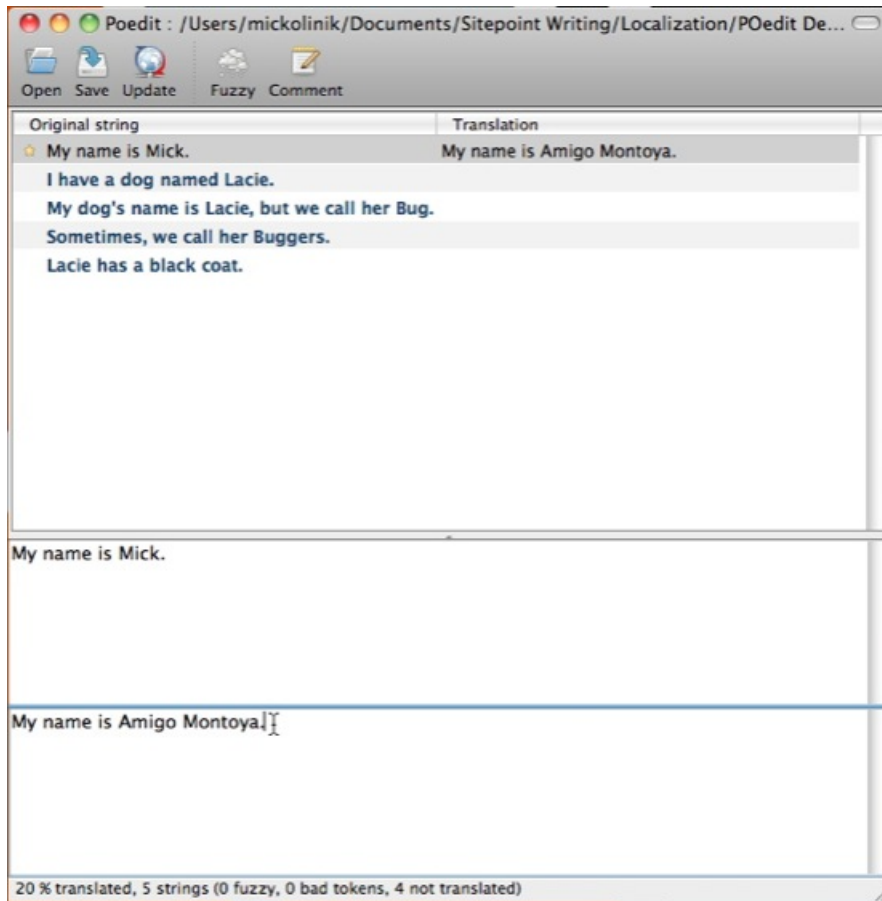 Poedit : /Users/mickolinik/Documents/Sitepoint Writing/Localization/POedit De...
Open Save Update Fuzzy Comment
Original string Translation
My name is Mick. My name is Amigo Montoya.
I have a dog named Lacie.
My dog's name is Lacie, but we call her Bug.
Sometimes, we call her Buggers.
Lacie has a black coat.
My name is Mick.
My name is Amigo Montoya.
20 % translated, 5 strings (0 fuzzy, 0 bad tokens, 4 not translated)